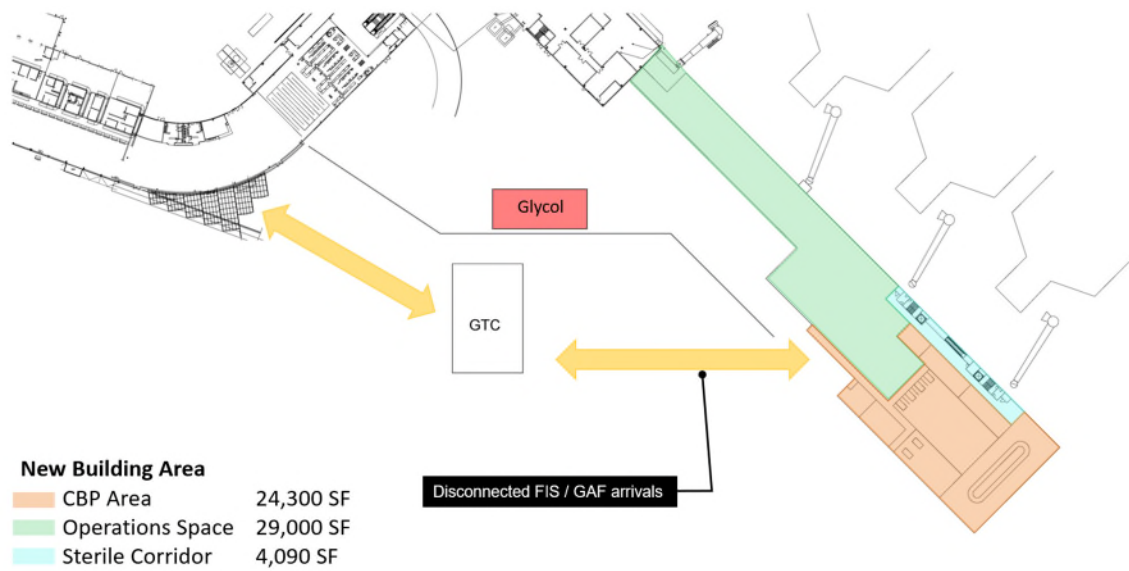 Glycol
GTC
Disconnected FIS / GAF arrivals
New Building Area
CBP Area 24,300 SF
Operations Space 29,000 SF
Sterile Corridor 4,090 SF